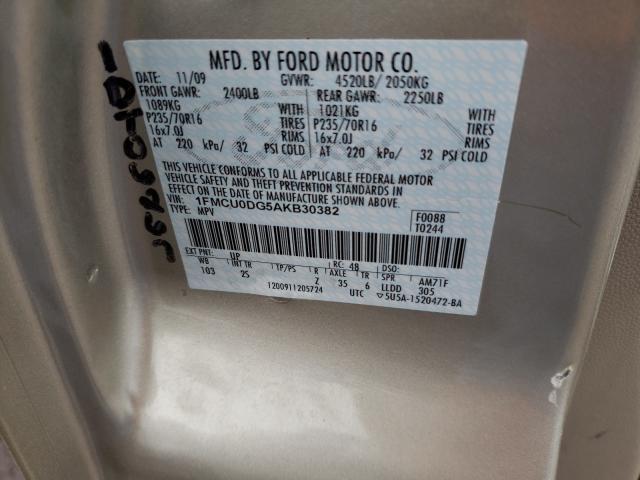 MFD. BY FORD MOTOR CO.
DATE: 11/09 GVWR: 4520LB/ 2050KG
FRONT GAWR: 2400LB REAR GAWR: 2250LB
1089KG WITH 1021KG WITH
P235/70R16 TIRES P235/70R16 TIRES
16x7.0J RIMS 16x7.0J RIMS
AT 220 kPa/ 32 PSI COLD AT 220 kPa/ 32 PSI COLD
THIS VEHICLE CONFORMS TO ALL APPLICABLE FEDERAL MOTOR
VEHICLE SAFETY AND THEFT PREVENTION STANDARDS IN
EFFECT ON THE DATE OF MANUFACTURE SHOWN ABOVE.
VIN: 1FMCU0DG5AKB30382
TYPE: MPV
F0088
T0244
EXT PNT: UP RC: 48 DSO:
WB INT TR TP/PS R AXLE TR SPR AM71F
103 2S Z 35 6 LLDD 305
UTC 5U5A-1520472-BA
1200911205724